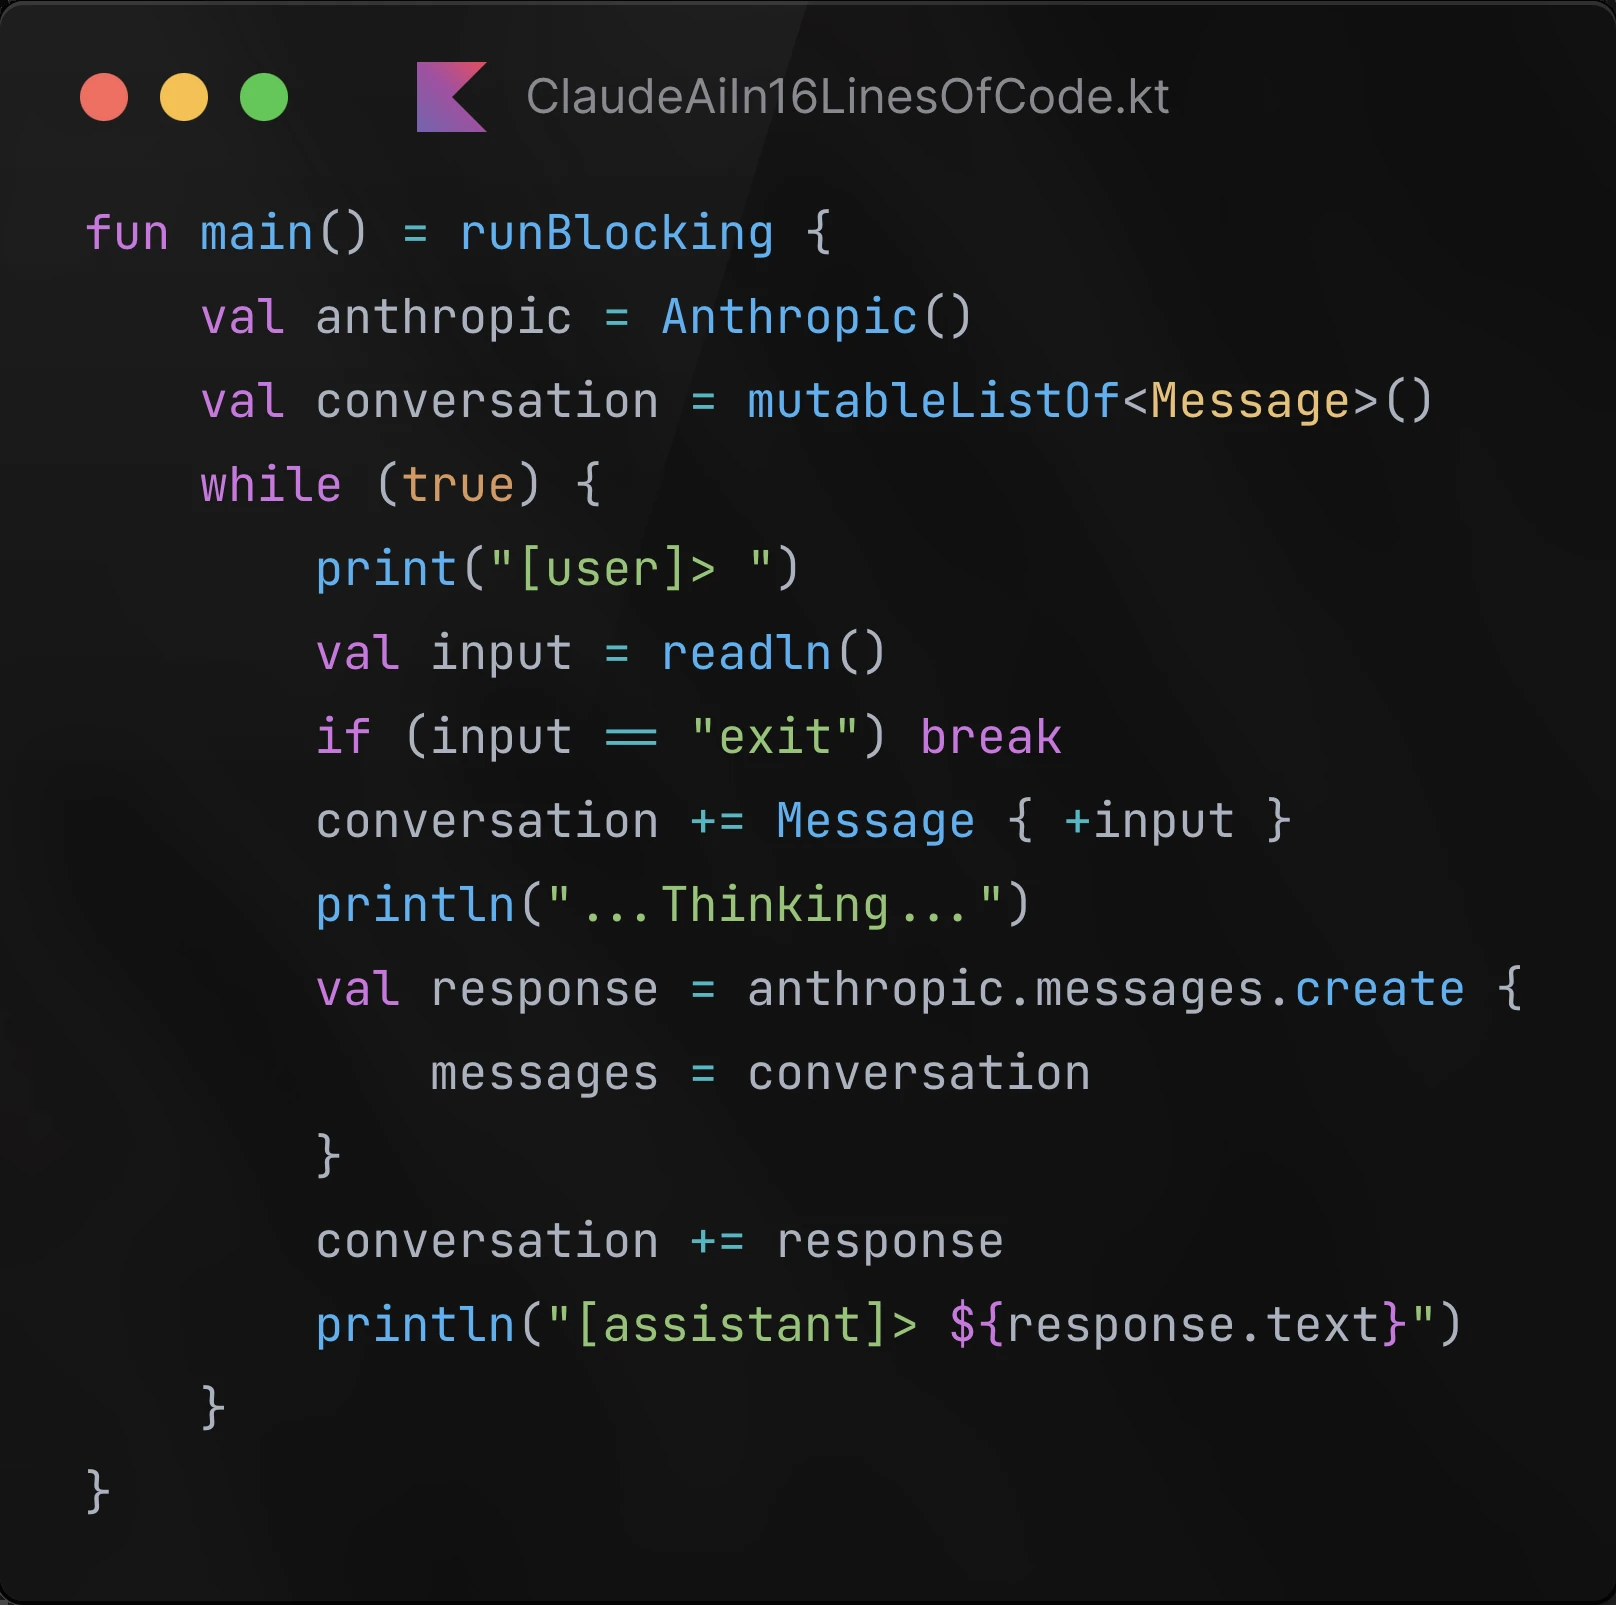 ClaudeAiIn16LinesOfCode.kt
fun main() = runBlocking {
    val anthropic = Anthropic()
    val conversation = mutableListOf<Message>()
    while (true) {
        print("[user]> ")
        val input = readln()
        if (input == "exit") break
        conversation += Message { +input }
        println("...Thinking...")
        val response = anthropic.messages.create {
            messages = conversation
        }
        conversation += response
        println("[assistant]> ${response.text}")
    }
}